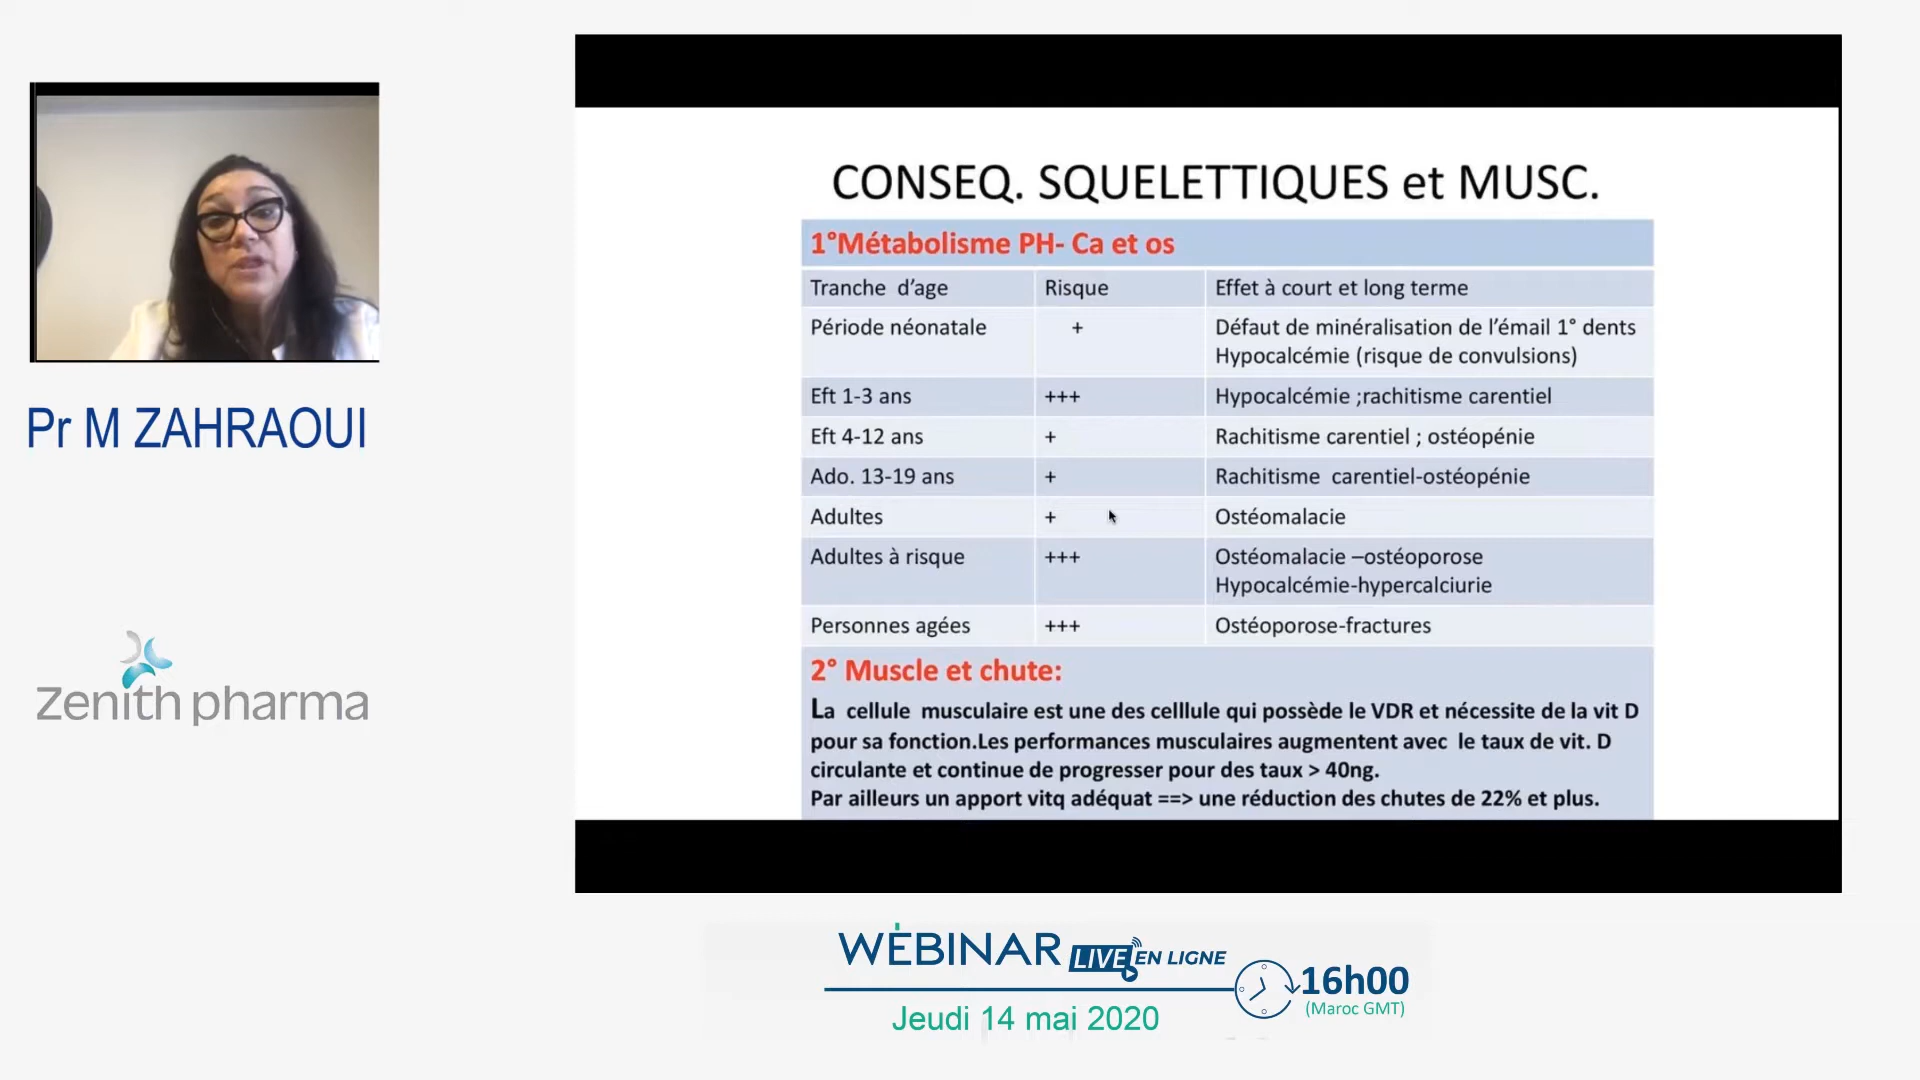 Pr M ZAHRAOUI
zenith pharma
CONSEQ. SQUELETTIQUES et MUSC.
1°Métabolisme PH- Ca et os
Tranche d'age Risque Effet à court et long terme
Période néonatale + Défaut de minéralisation de l'émail 1° dents
Hypocalcémie (risque de convulsions)
Eft 1-3 ans +++ Hypocalcémie ;rachitisme carentiel
Eft 4-12 ans + Rachitisme carentiel ; ostéopénie
Ado. 13-19 ans + Rachitisme carentiel-ostéopénie
Adultes + Ostéomalacie
Adultes à risque +++ Ostéomalacie –ostéoporose
Hypocalcémie-hypercalciurie
Personnes agées +++ Ostéoporose-fractures
2° Muscle et chute:
La cellule musculaire est une des celllule qui possède le VDR et nécessite de la vit D
pour sa fonction.Les performances musculaires augmentent avec le taux de vit. D
circulante et continue de progresser pour des taux > 40ng.
Par ailleurs un apport vitq adéquat ==> une réduction des chutes de 22% et plus.
WEBINAR LIVE EN LIGNE
16h00
(Maroc GMT)
Jeudi 14 mai 2020